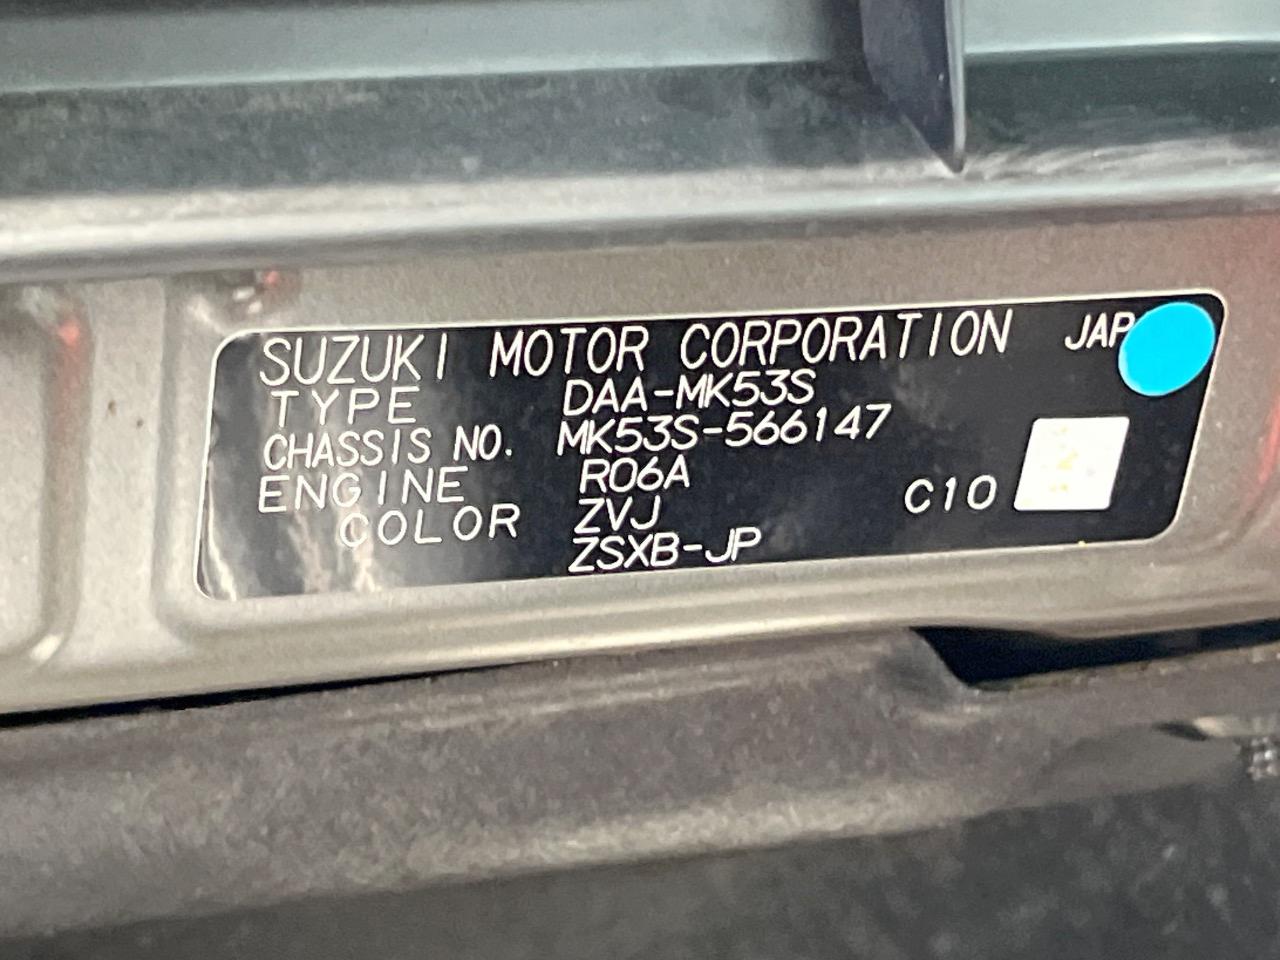 SUZUKI MOTOR CORPORATION JAP
TYPE DAA-MK53S
CHASSIS NO. MK53S-566147
ENGINE R06A
COLOR ZVJ C10
ZSXB-JP